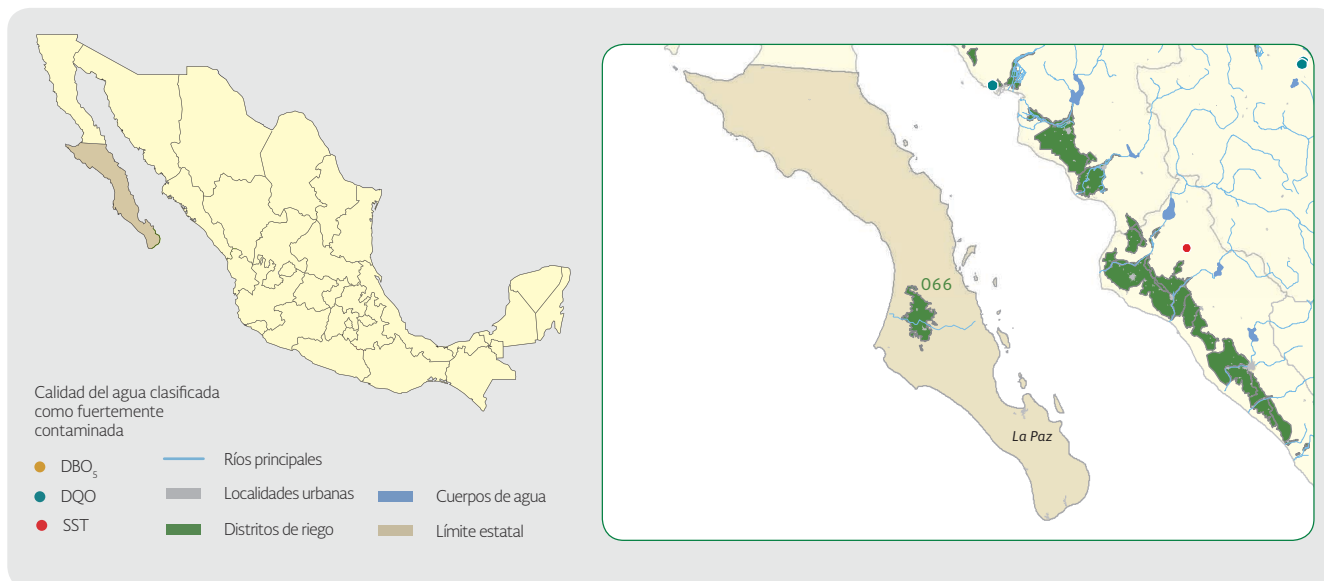 Calidad del agua clasificada
como fuertemente
contaminada
DBO₅
DQO
SST
Ríos principales
Localidades urbanas
Distritos de riego
Cuerpos de agua
Límite estatal
066
La Paz